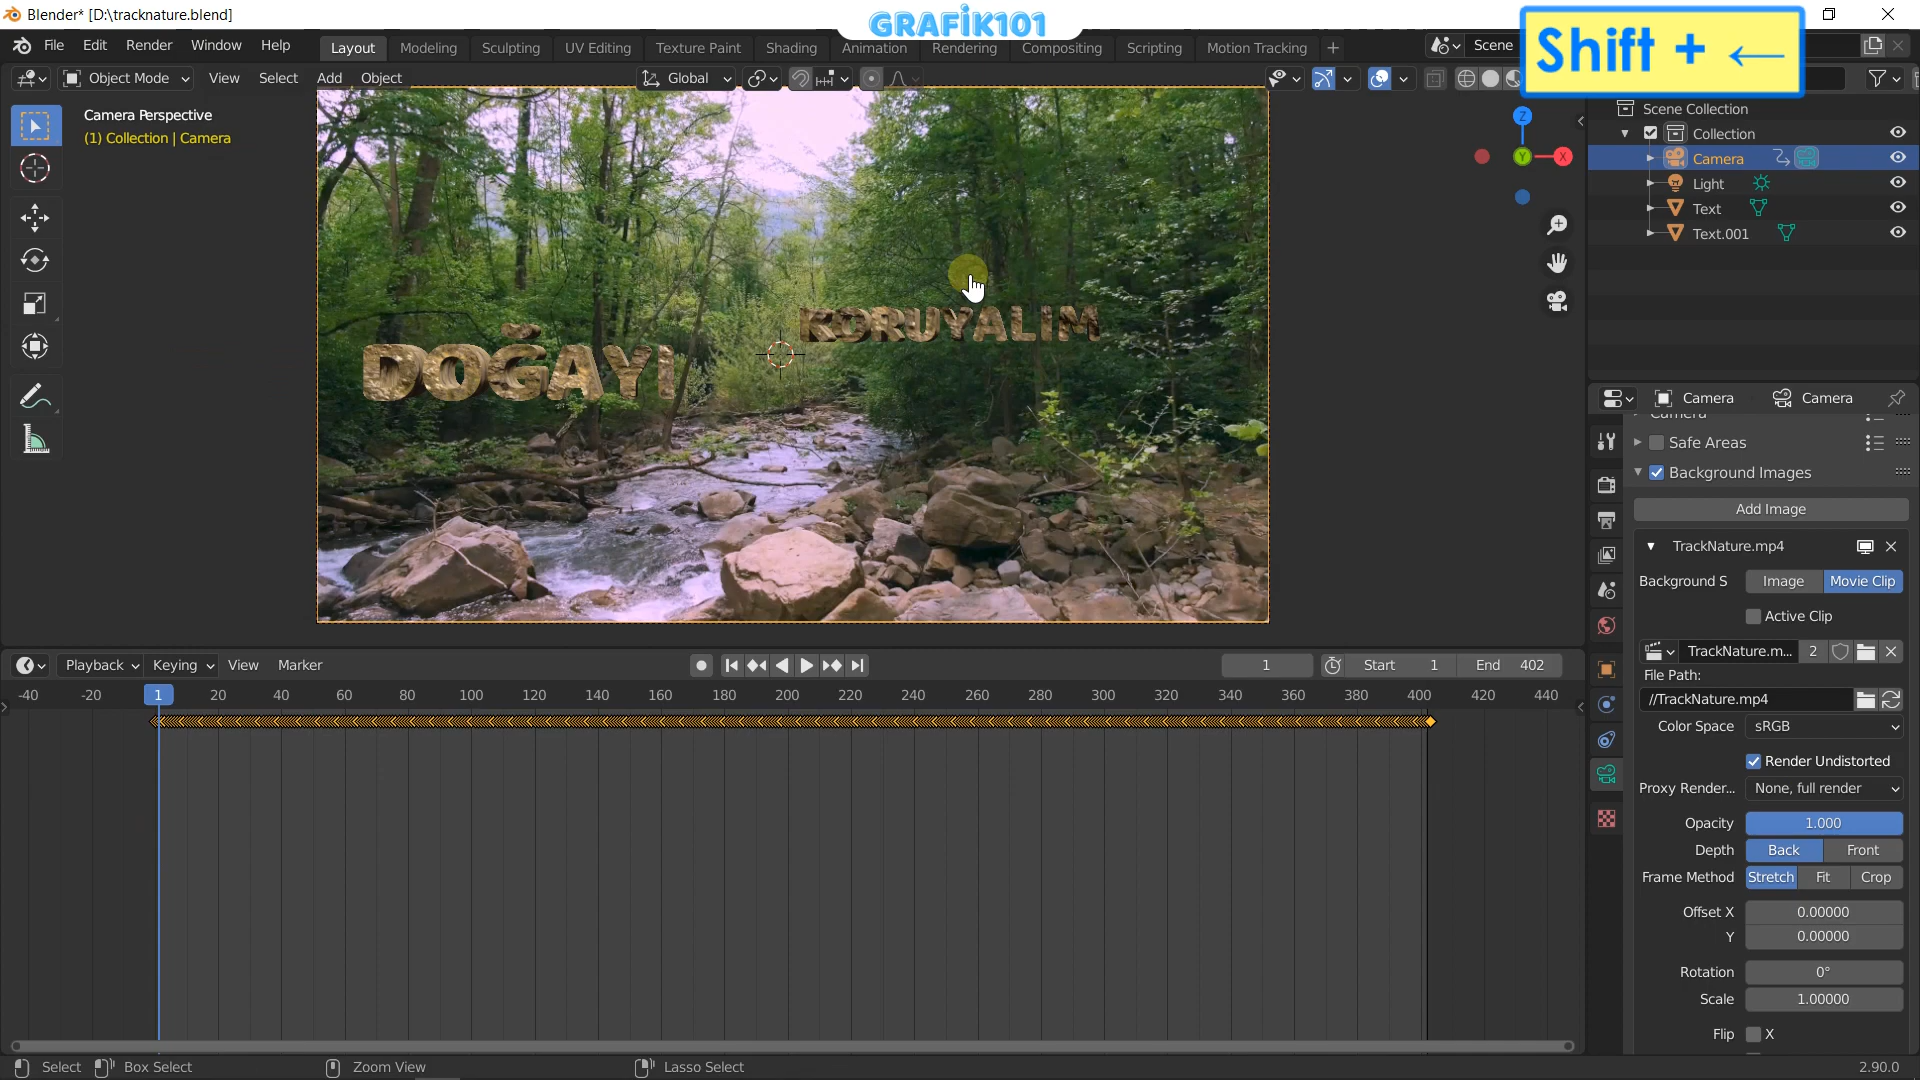 Blender* [D:\tracknature.blend]
GRAFİK101
Shift + ←
File Edit Render Window Help
Layout Modeling Sculpting UV Editing Texture Paint Shading Animation Rendering Compositing Scripting Motion Tracking +
Scene
Object Mode View Select Add Object
Global
Camera Perspective
(1) Collection | Camera
Z
Y
X
DOĞAYI
KORUYALIM
Scene Collection
Collection
Camera
Light
Text
Text.001
Camera Camera
Camera
Safe Areas
Background Images
Add Image
TrackNature.mp4
Background S Image Movie Clip
Active Clip
TrackNature.m... 2
File Path:
//TrackNature.mp4
Color Space sRGB
Render Undistorted
Proxy Render... None, full render
Opacity 1.000
Depth Back Front
Frame Method Stretch Fit Crop
Offset X 0.00000
Y 0.00000
Rotation 0°
Scale 1.00000
Flip X
Playback Keying View Marker
1 Start 1 End 402
-40 -20 1 20 40 60 80 100 120 140 160 180 200 220 240 260 280 300 320 340 360 380 400 420 440
Select Box Select Zoom View Lasso Select
2.90.0